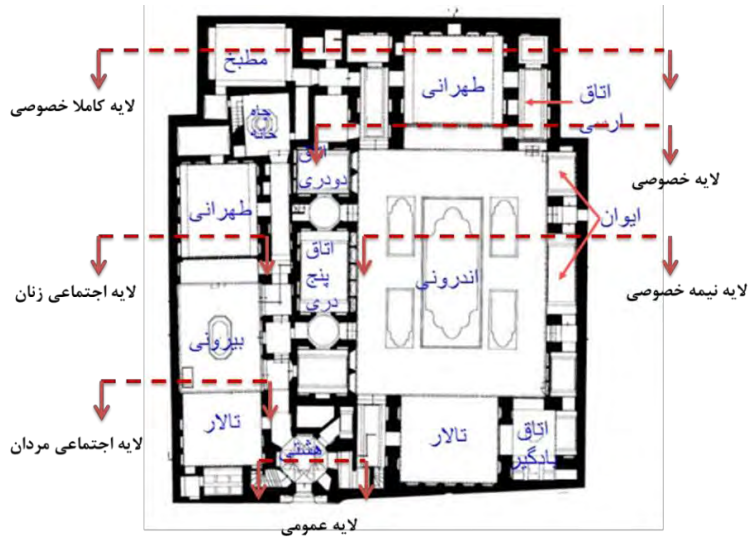 مطبخ
طهرانی
اتاق
ارسی
لایه کاملا خصوصی
چاه
خانه
اتاق
دودری
لایه خصوصی
طهرانی
ایوان
اتاق
پنج
دری
اندرونی
لایه اجتماعی زنان
لایه نیمه خصوصی
بیرونی
تالار
تالار
اتاق
بادگیر
لایه اجتماعی مردان
هشتی
لایه عمومی